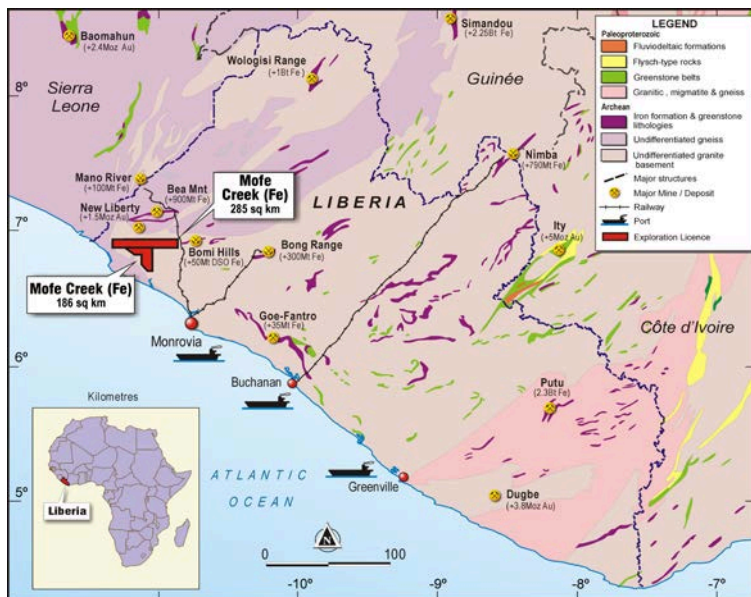 Baomahun
(+2.4Moz Au)
Simandou
(+2.25Bt Fe)
Wologisi Range
(+1Bt Fe)
Guinée
8°
Sierra
Leone
Mano River
(+100Mt Fe)
Bea Mnt
(+900Mt Fe)
Mofe
Creek (Fe)
285 sq km
Nimba
(+790Mt Fe)
New Liberty
(+1.5Moz Au)
LIBERIA
7°
Bomi Hills
(+50Mt DSO Fe)
Bong Range
(+300Mt Fe)
Ity
(+5Moz Au)
Mofe Creek (Fe)
186 sq km
Goe-Fantro
(+35Mt Fe)
Côte d'Ivoire
Monrovia
6°
Buchanan
Putu
(2.3Bt Fe)
Kilometres
ATLANTIC
OCEAN
Greenville
Dugbe
(+3.8Moz Au)
5°
Liberia
N
0
100
-10°
-9°
-8°
-7°
LEGEND
Paleoproterozoic
Fluviodeltaic formations
Flysch-type rocks
Greenstone belts
Granitic , migmatite & gneiss
Archean
Iron formation & greenstone
lithologies
Undifferentiated gneiss
Undifferentiated granite
basement
Major structures
Major Mine / Deposit
Railway
Port
Exploration Licence